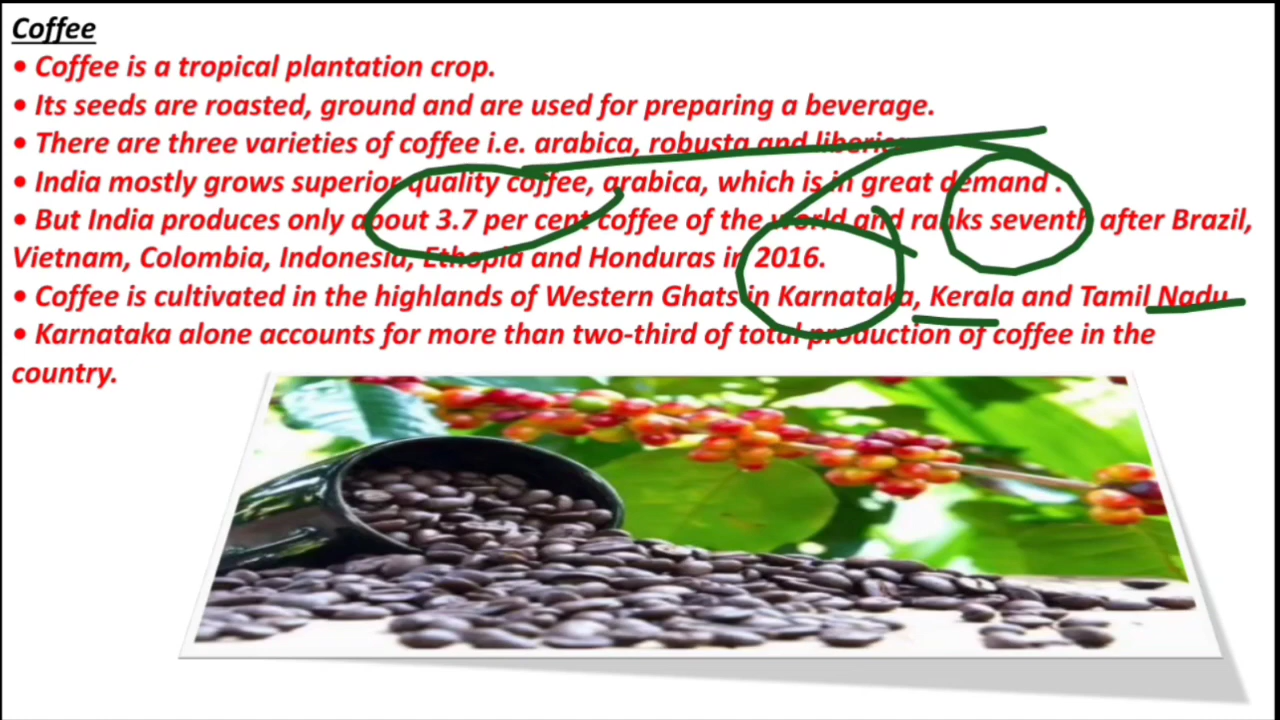 Coffee
• Coffee is a tropical plantation crop.
• Its seeds are roasted, ground and are used for preparing a beverage.
• There are three varieties of coffee i.e. arabica, robusta and liberica
• India mostly grows superior quality coffee, arabica, which is in great demand .
• But India produces only about 3.7 per cent coffee of the world and ranks seventh after Brazil,
Vietnam, Colombia, Indonesia, Ethopia and Honduras in 2016.
• Coffee is cultivated in the highlands of Western Ghats in Karnataka, Kerala and Tamil Nadu
• Karnataka alone accounts for more than two-third of total production of coffee in the
country.